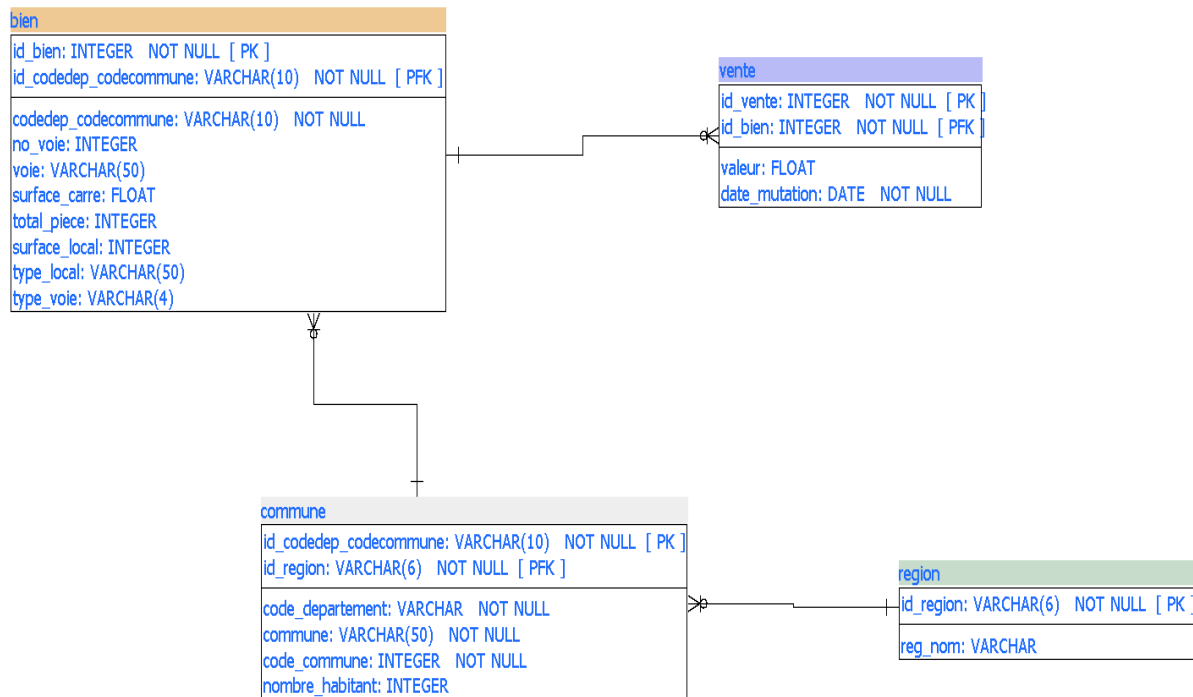 bien
id_bien: INTEGER NOT NULL [ PK ]
id_codedep_codecommune: VARCHAR(10) NOT NULL [ PFK ]
codedep_codecommune: VARCHAR(10) NOT NULL
no_voie: INTEGER
voie: VARCHAR(50)
surface_carre: FLOAT
total_piece: INTEGER
surface_local: INTEGER
type_local: VARCHAR(50)
type_voie: VARCHAR(4)
vente
id_vente: INTEGER NOT NULL [ PK ]
id_bien: INTEGER NOT NULL [ PFK ]
valeur: FLOAT
date_mutation: DATE NOT NULL
commune
id_codedep_codecommune: VARCHAR(10) NOT NULL [ PK ]
id_region: VARCHAR(6) NOT NULL [ PFK ]
code_departement: VARCHAR NOT NULL
commune: VARCHAR(50) NOT NULL
code_commune: INTEGER NOT NULL
nombre_habitant: INTEGER
region
id_region: VARCHAR(6) NOT NULL [ PK ]
reg_nom: VARCHAR